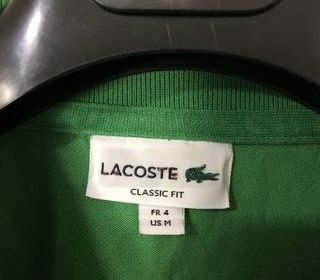 LACOSTE
CLASSIC FIT
FR 4
US M